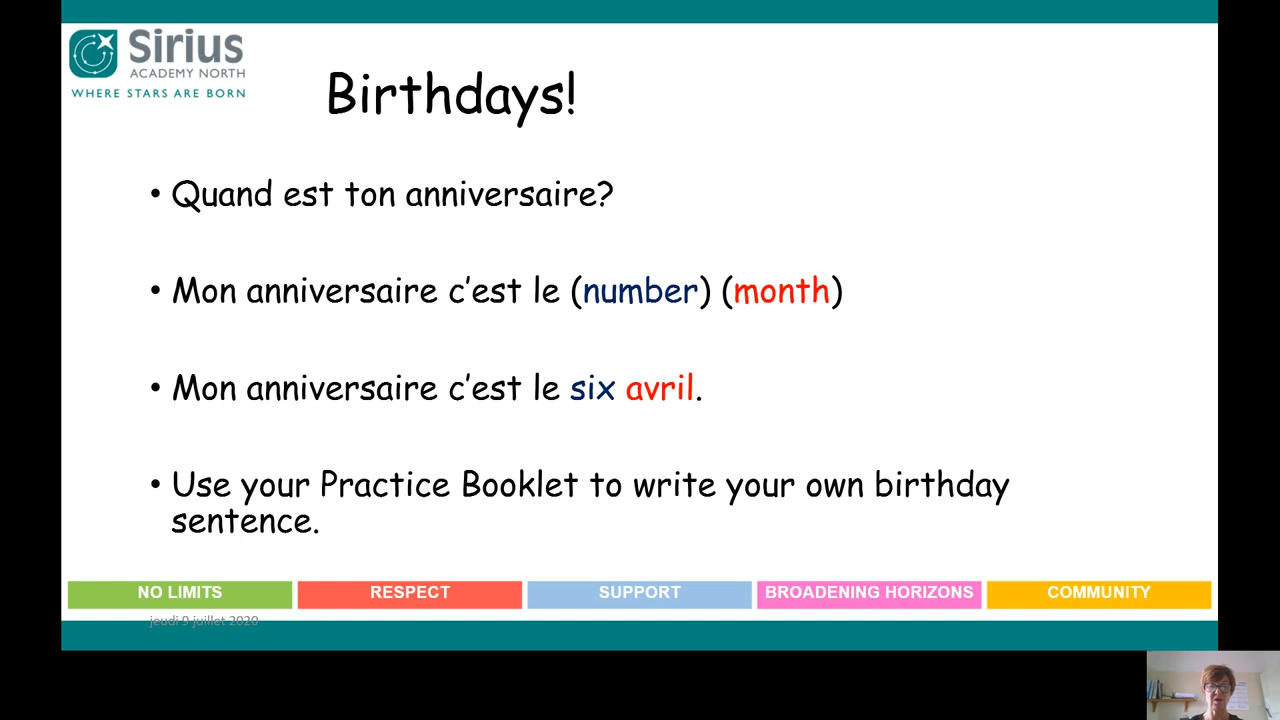 Sirius
ACADEMY NORTH
WHERE STARS ARE BORN
Birthdays!
• Quand est ton anniversaire?
• Mon anniversaire c’est le (number) (month)
• Mon anniversaire c’est le six avril.
• Use your Practice Booklet to write your own birthday
sentence.
NO LIMITS RESPECT SUPPORT BROADENING HORIZONS COMMUNITY
jeudi 9 juillet 2020